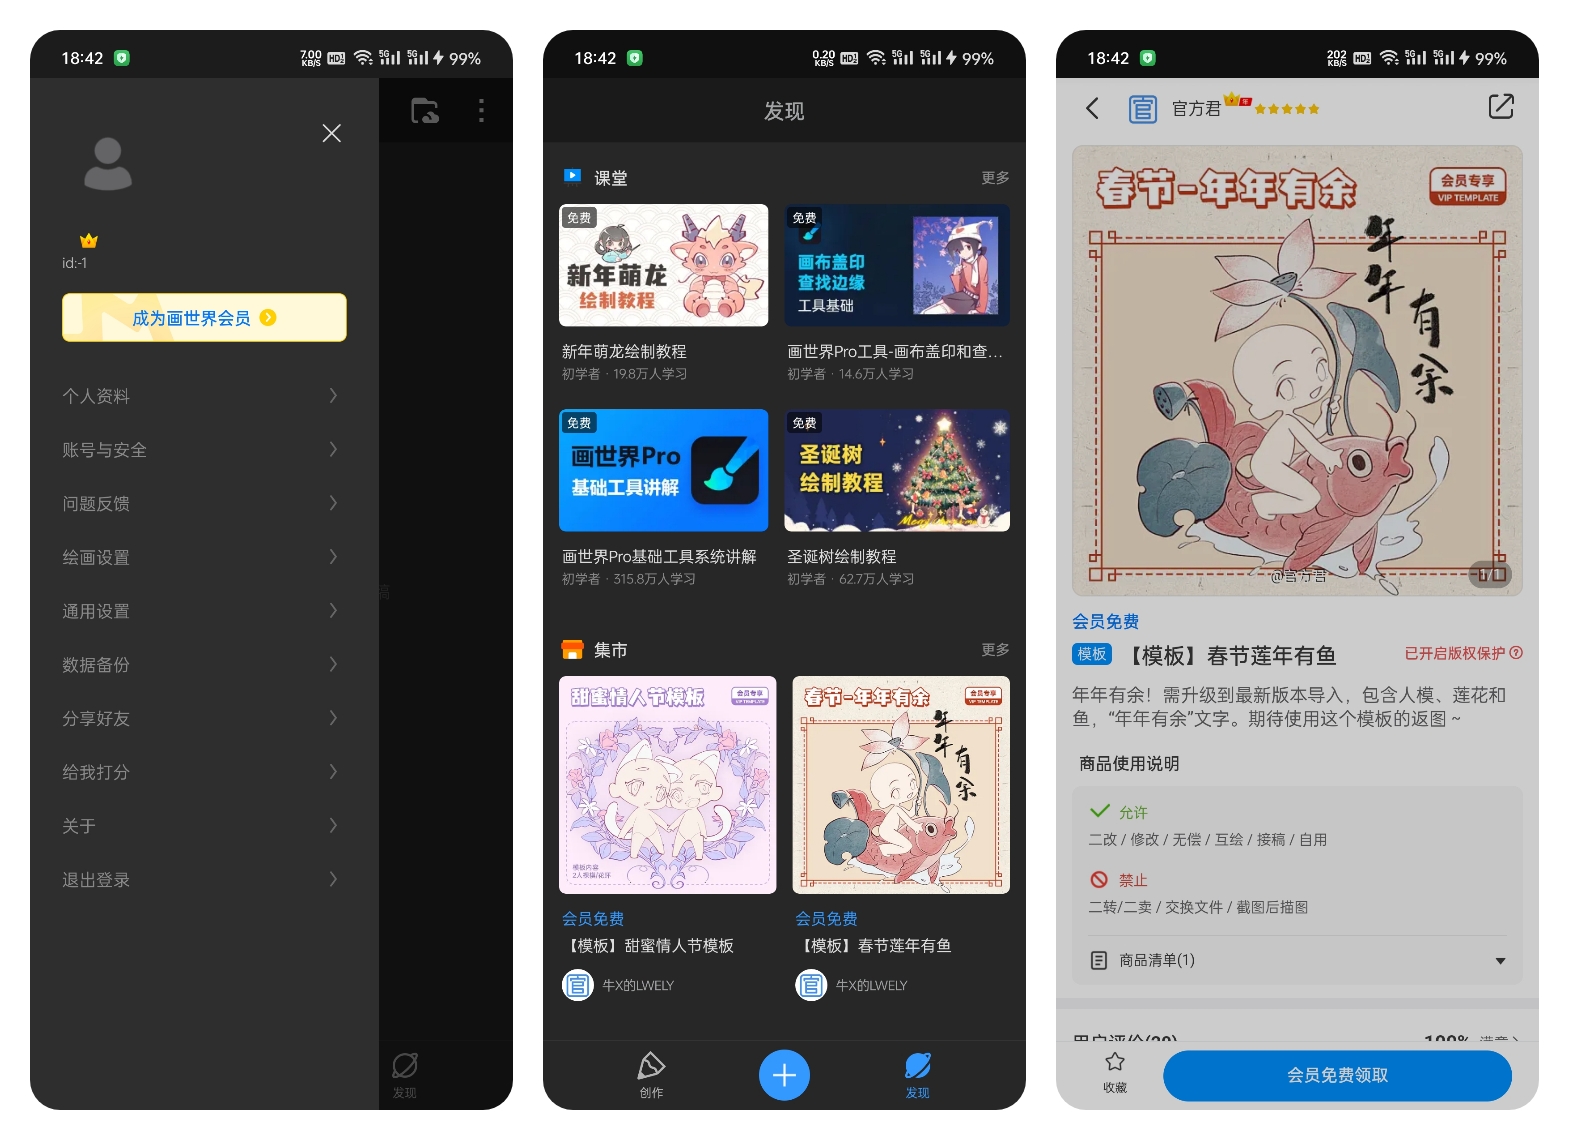 18:42
7.00
KB/S
HD1
5G
5G
99%
id:-1
成为画世界会员
个人资料
账号与安全
问题反馈
绘画设置
通用设置
数据备份
分享好友
给我打分
关于
退出登录
发现
18:42
0.20
KB/S
HD1
5G
5G
99%
发现
课堂
更多
免费
新年萌龙
绘制教程
新年萌龙绘制教程
初学者 · 19.8万人学习
免费
画布盖印
查找边缘
工具基础
画世界Pro工具-画布盖印和查...
初学者 · 14.6万人学习
免费
画世界Pro
基础工具讲解
画世界Pro基础工具系统讲解
初学者 · 315.8万人学习
免费
圣诞树
绘制教程
圣诞树绘制教程
初学者 · 62.7万人学习
集市
更多
甜蜜情人节模板
会员专享
VIP TEMPLATE
模板内容
2人模板/花环
会员免费
【模板】甜蜜情人节模板
官
牛X的LWELY
春节-年年有余
会员专享
VIP TEMPLATE
年年有余
会员免费
【模板】春节莲年有鱼
官
牛X的LWELY
创作
发现
18:42
202
KB/S
HD1
5G
5G
99%
官
官方君
春节-年年有余
会员专享
VIP TEMPLATE
年年有余
@官方君
1/1
会员免费
模板
【模板】春节莲年有鱼
已开启版权保护
年年有余！需升级到最新版本导入，包含人模、莲花和
鱼，“年年有余”文字。期待使用这个模板的返图~
商品使用说明
允许
二改 / 修改 / 无偿 / 互绘 / 接稿 / 自用
禁止
二转/二卖 / 交换文件 / 截图后描图
商品清单(1)
收藏
会员免费领取